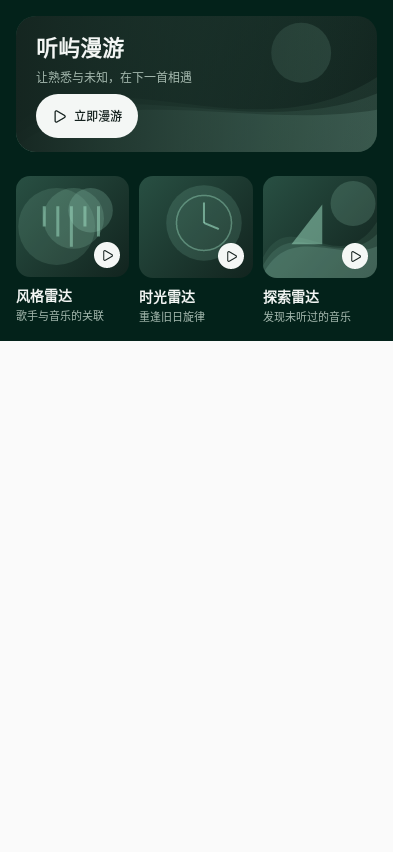 听屿漫游
让熟悉与未知，在下一首相遇
立即漫游
风格雷达
歌手与音乐的关联
时光雷达
重逢旧日旋律
探索雷达
发现未听过的音乐